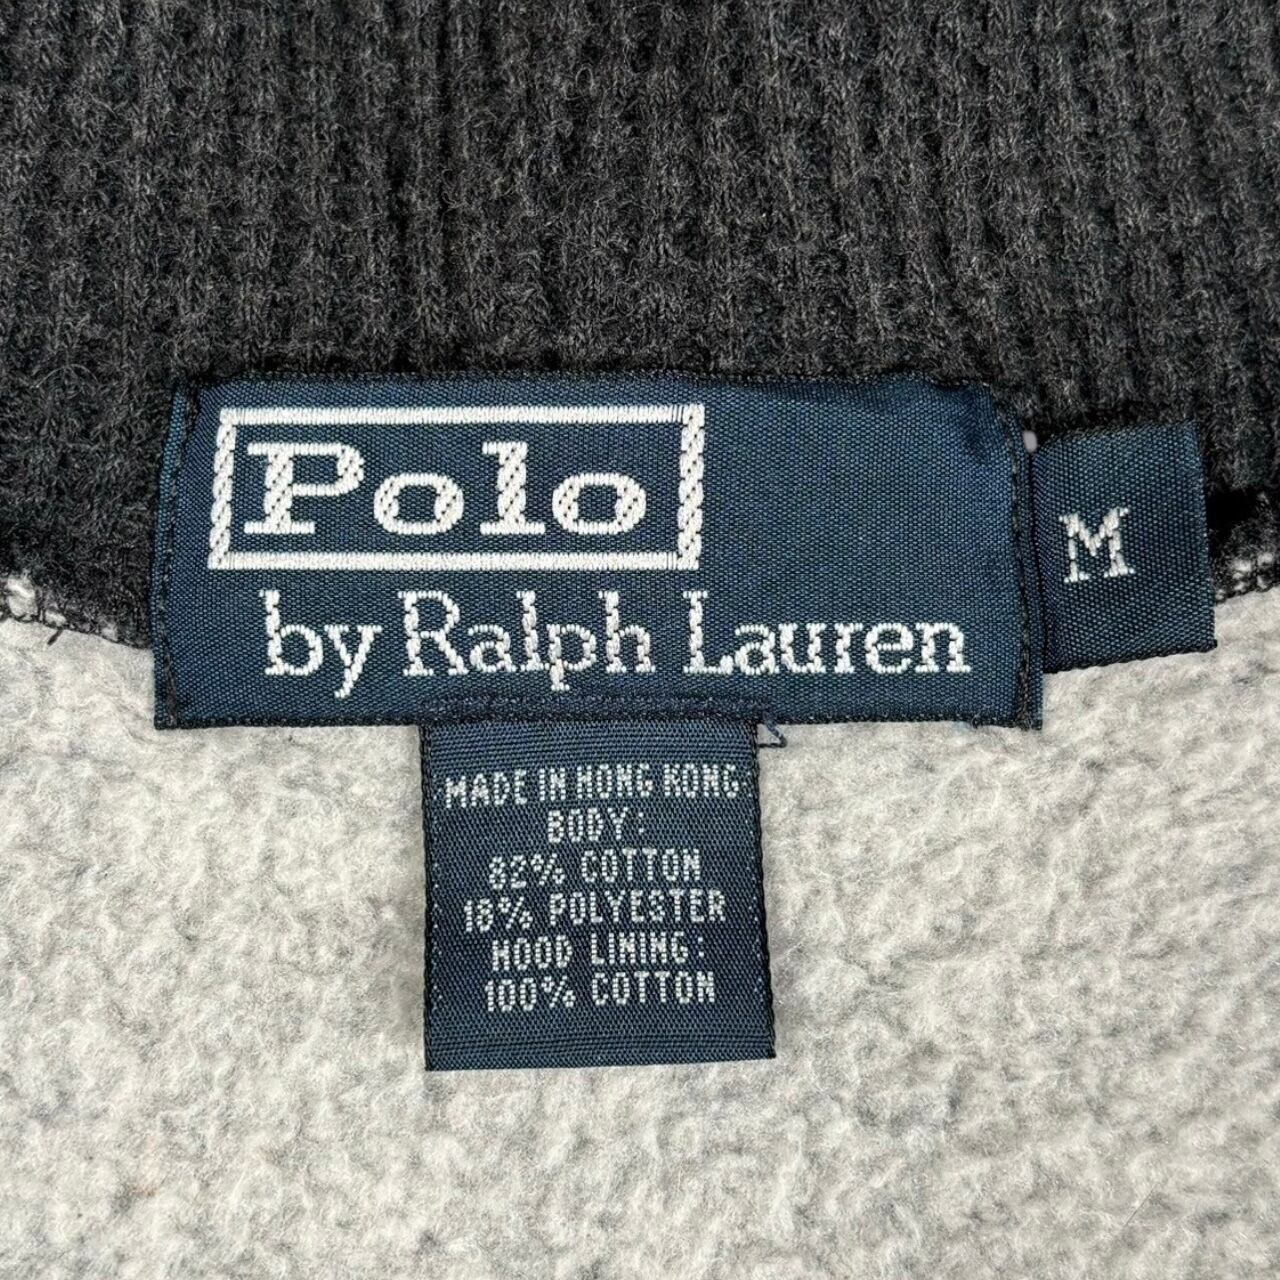 Polo
by Ralph Lauren
M
MADE IN HONG KONG
BODY:
82% COTTON
18% POLYESTER
HOOD LINING:
100% COTTON